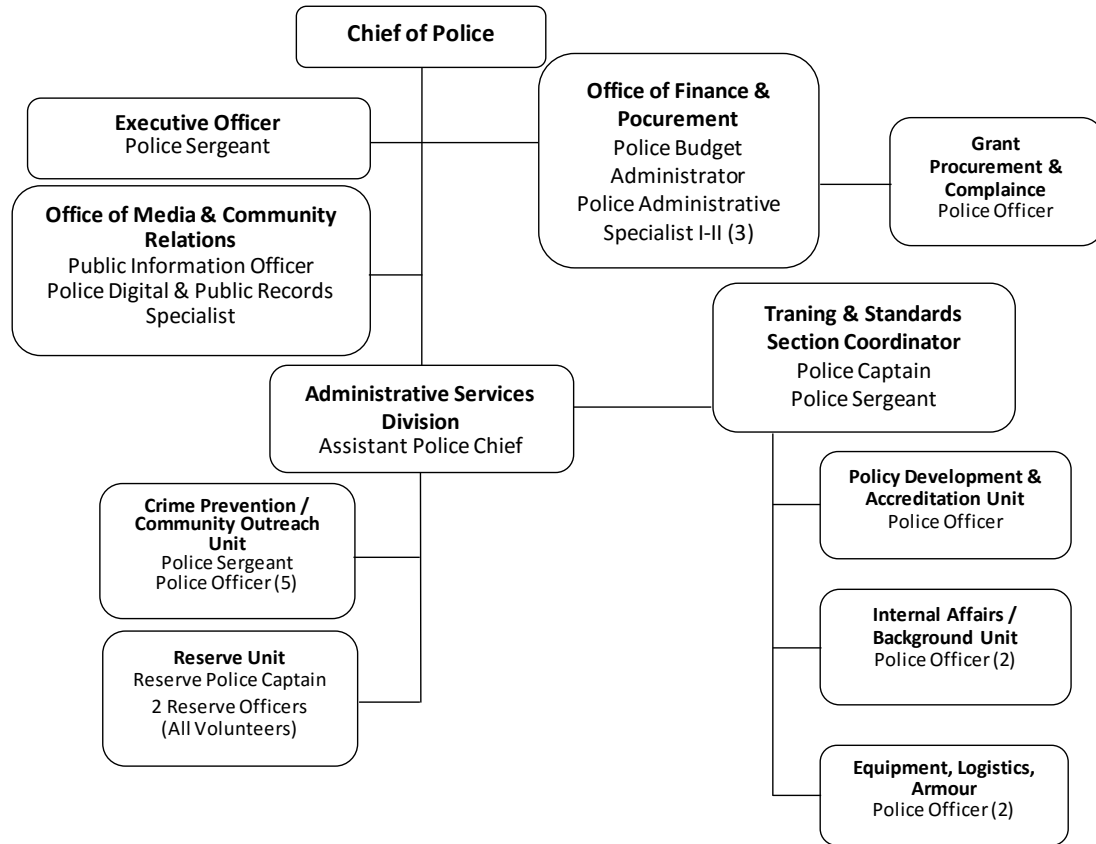 Chief of Police
Executive Officer
Police Sergeant
Office of Finance &
Pocurement
Police Budget
Administrator
Police Administrative
Specialist I-II (3)
Grant
Procurement &
Complaince
Police Officer
Office of Media & Community
Relations
Public Information Officer
Police Digital & Public Records
Specialist
Traning & Standards
Section Coordinator
Police Captain
Police Sergeant
Administrative Services
Division
Assistant Police Chief
Crime Prevention /
Community Outreach
Unit
Police Sergeant
Police Officer (5)
Reserve Unit
Reserve Police Captain
2 Reserve Officers
(All Volunteers)
Policy Development &
Accreditation Unit
Police Officer
Internal Affairs /
Background Unit
Police Officer (2)
Equipment, Logistics,
Armour
Police Officer (2)